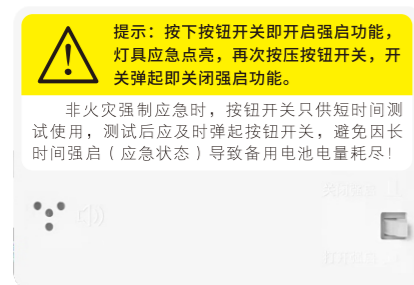 提示：按下按钮开关即开启强启功能，
灯具应急点亮，再次按压按钮开关，开
关弹起即关闭强启功能。
非火灾强制应急时，按钮开关只供短时间测
试使用，测试后应及时弹起按钮开关，避免因长
时间强启（应急状态）导致备用电池电量耗尽！